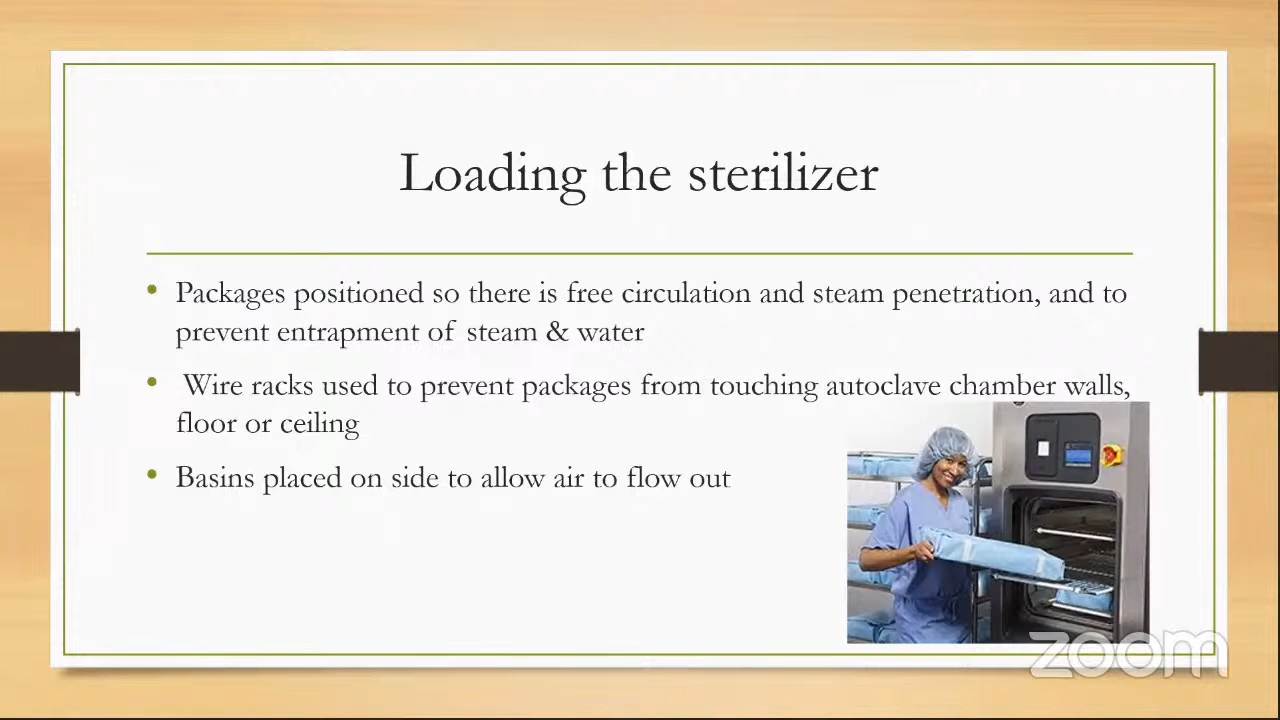 Loading the sterilizer
• Packages positioned so there is free circulation and steam penetration, and to
prevent entrapment of steam & water
• Wire racks used to prevent packages from touching autoclave chamber walls,
floor or ceiling
• Basins placed on side to allow air to flow out
zoom